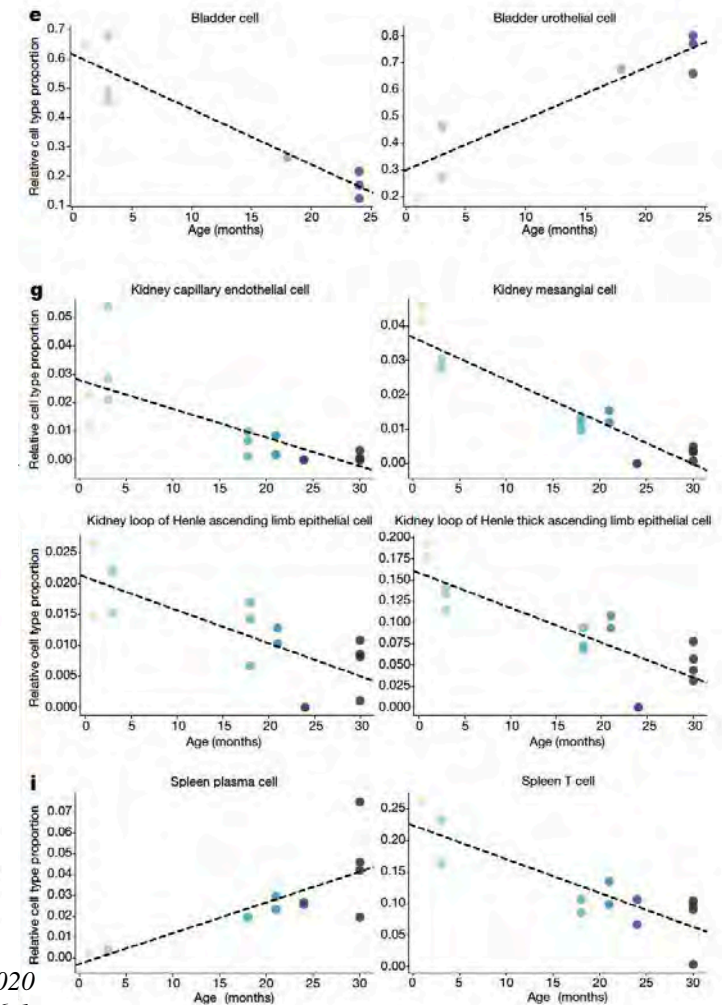 e
Bladder cell
Bladder urothelial cell
Relative cell type proportion
0.7
0.6
0.5
0.4
0.3
0.2
0.1
0 5 10 15 20 25
Age (months)
0.8
0.7
0.6
0.5
0.4
0.3
0.2
0 5 10 15 20 25
Age (months)
g
Kidney capillary endothelial cell
Kidney mesangial cell
Relative cell type proportion
0.05
0.04
0.03
0.02
0.01
0.00
0 5 10 15 20 25 30
0.04
0.03
0.02
0.01
0.00
0 5 10 15 20 25 30
Kidney loop of Henle ascending limb epithelial cell
Kidney loop of Henle thick ascending limb epithelial cell
Relative cell type proportion
0.025
0.020
0.015
0.010
0.005
0.000
0 5 10 15 20 25 30
Age (months)
0.200
0.175
0.150
0.125
0.100
0.075
0.050
0.025
0.000
0 5 10 15 20 25 30
Age (months)
i
Spleen plasma cell
Spleen T cell
Relative cell type proportion
0.07
0.06
0.05
0.04
0.03
0.02
0.01
0.00
0 5 10 15 20 25 30
Age (months)
0.25
0.20
0.15
0.10
0.05
0.00
0 5 10 15 20 25 30
Age (months)
020